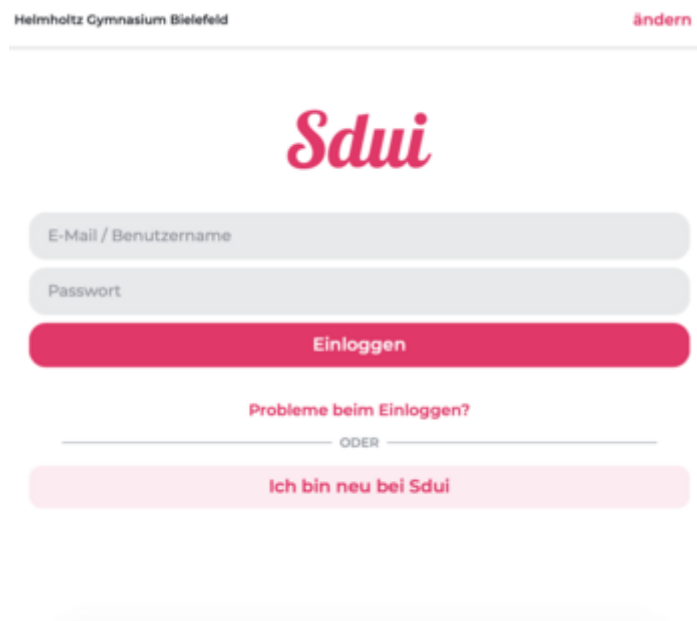 Helmholtz Gymnasium Bielefeld ändern
Sdui
E-Mail / Benutzername
Passwort
Einloggen
Probleme beim Einloggen?
ODER
Ich bin neu bei Sdui